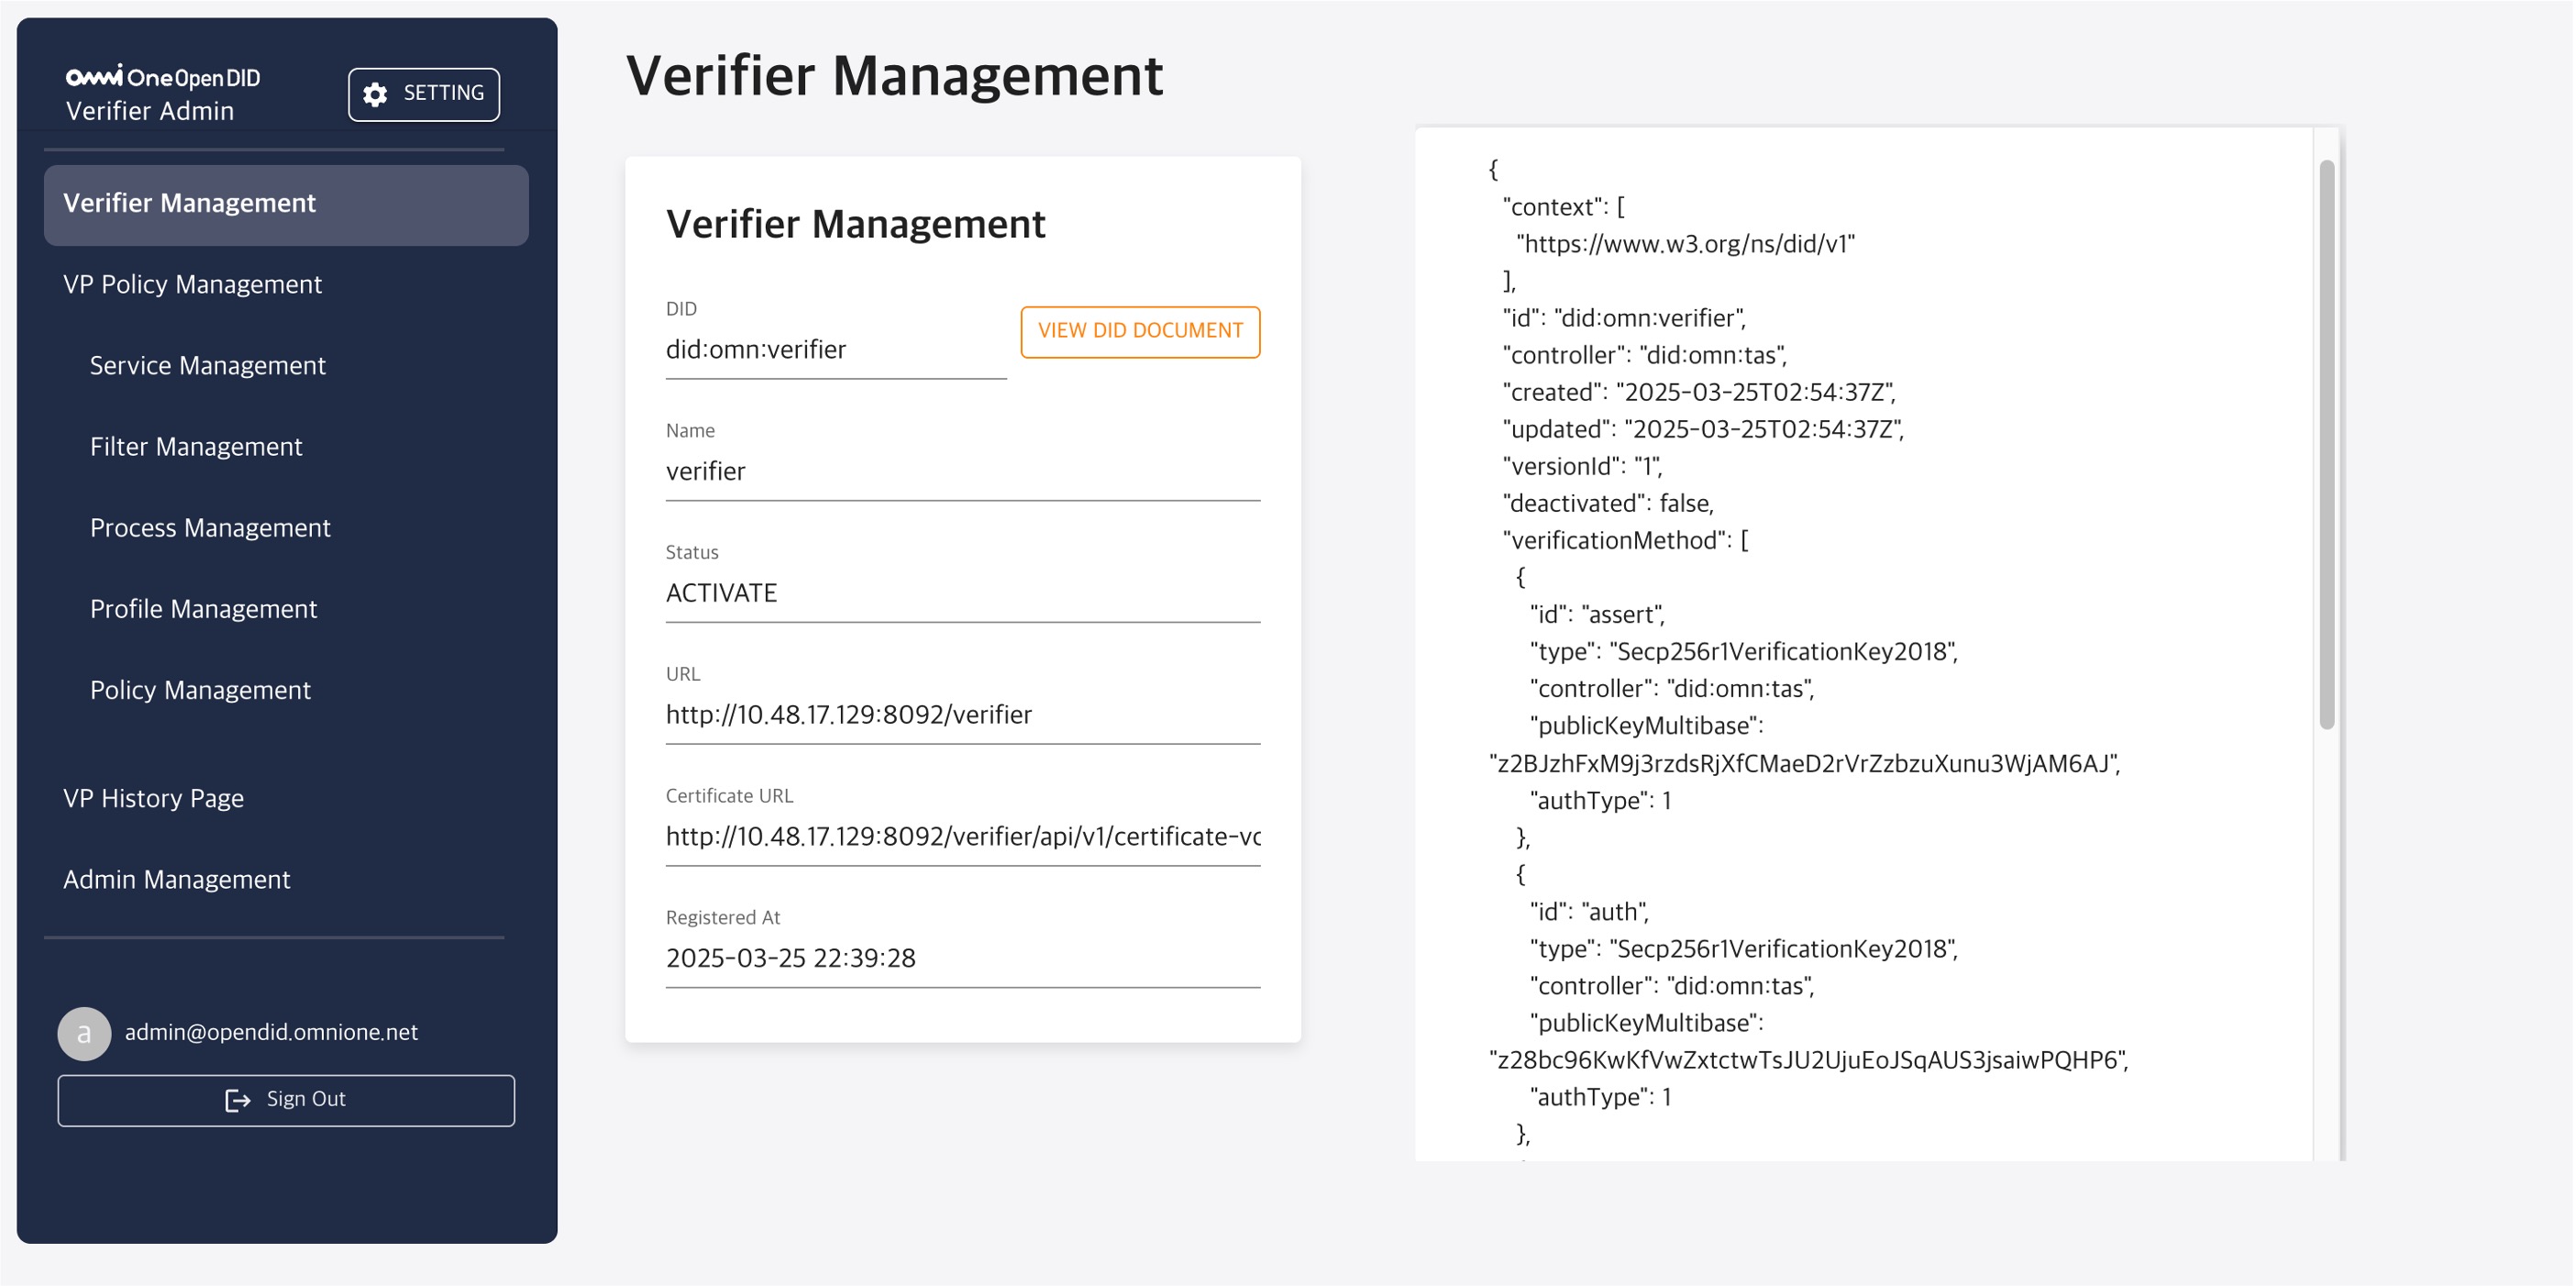 omni One Open DID
Verifier Admin
SETTING
Verifier Management
VP Policy Management
Service Management
Filter Management
Process Management
Profile Management
Policy Management
VP History Page
Admin Management
a
admin@opendid.omnione.net
Sign Out
Verifier Management
Verifier Management
DID
did:omn:verifier
VIEW DID DOCUMENT
Name
verifier
Status
ACTIVATE
URL
http://10.48.17.129:8092/verifier
Certificate URL
http://10.48.17.129:8092/verifier/api/v1/certificate-vc
Registered At
2025-03-25 22:39:28
{
"context": [
"https://www.w3.org/ns/did/v1"
],
"id": "did:omn:verifier",
"controller": "did:omn:tas",
"created": "2025-03-25T02:54:37Z",
"updated": "2025-03-25T02:54:37Z",
"versionId": "1",
"deactivated": false,
"verificationMethod": [
{
"id": "assert",
"type": "Secp256r1VerificationKey2018",
"controller": "did:omn:tas",
"publicKeyMultibase":
"z2BJzhFxM9j3rzdsRjXfCMaeD2rVrZzbzuXunu3WjAM6AJ",
"authType": 1
},
{
"id": "auth",
"type": "Secp256r1VerificationKey2018",
"controller": "did:omn:tas",
"publicKeyMultibase":
"z28bc96KwKfVwZxtctwTsJU2UjuEoJSqAUS3jsaiwPQHP6",
"authType": 1
},